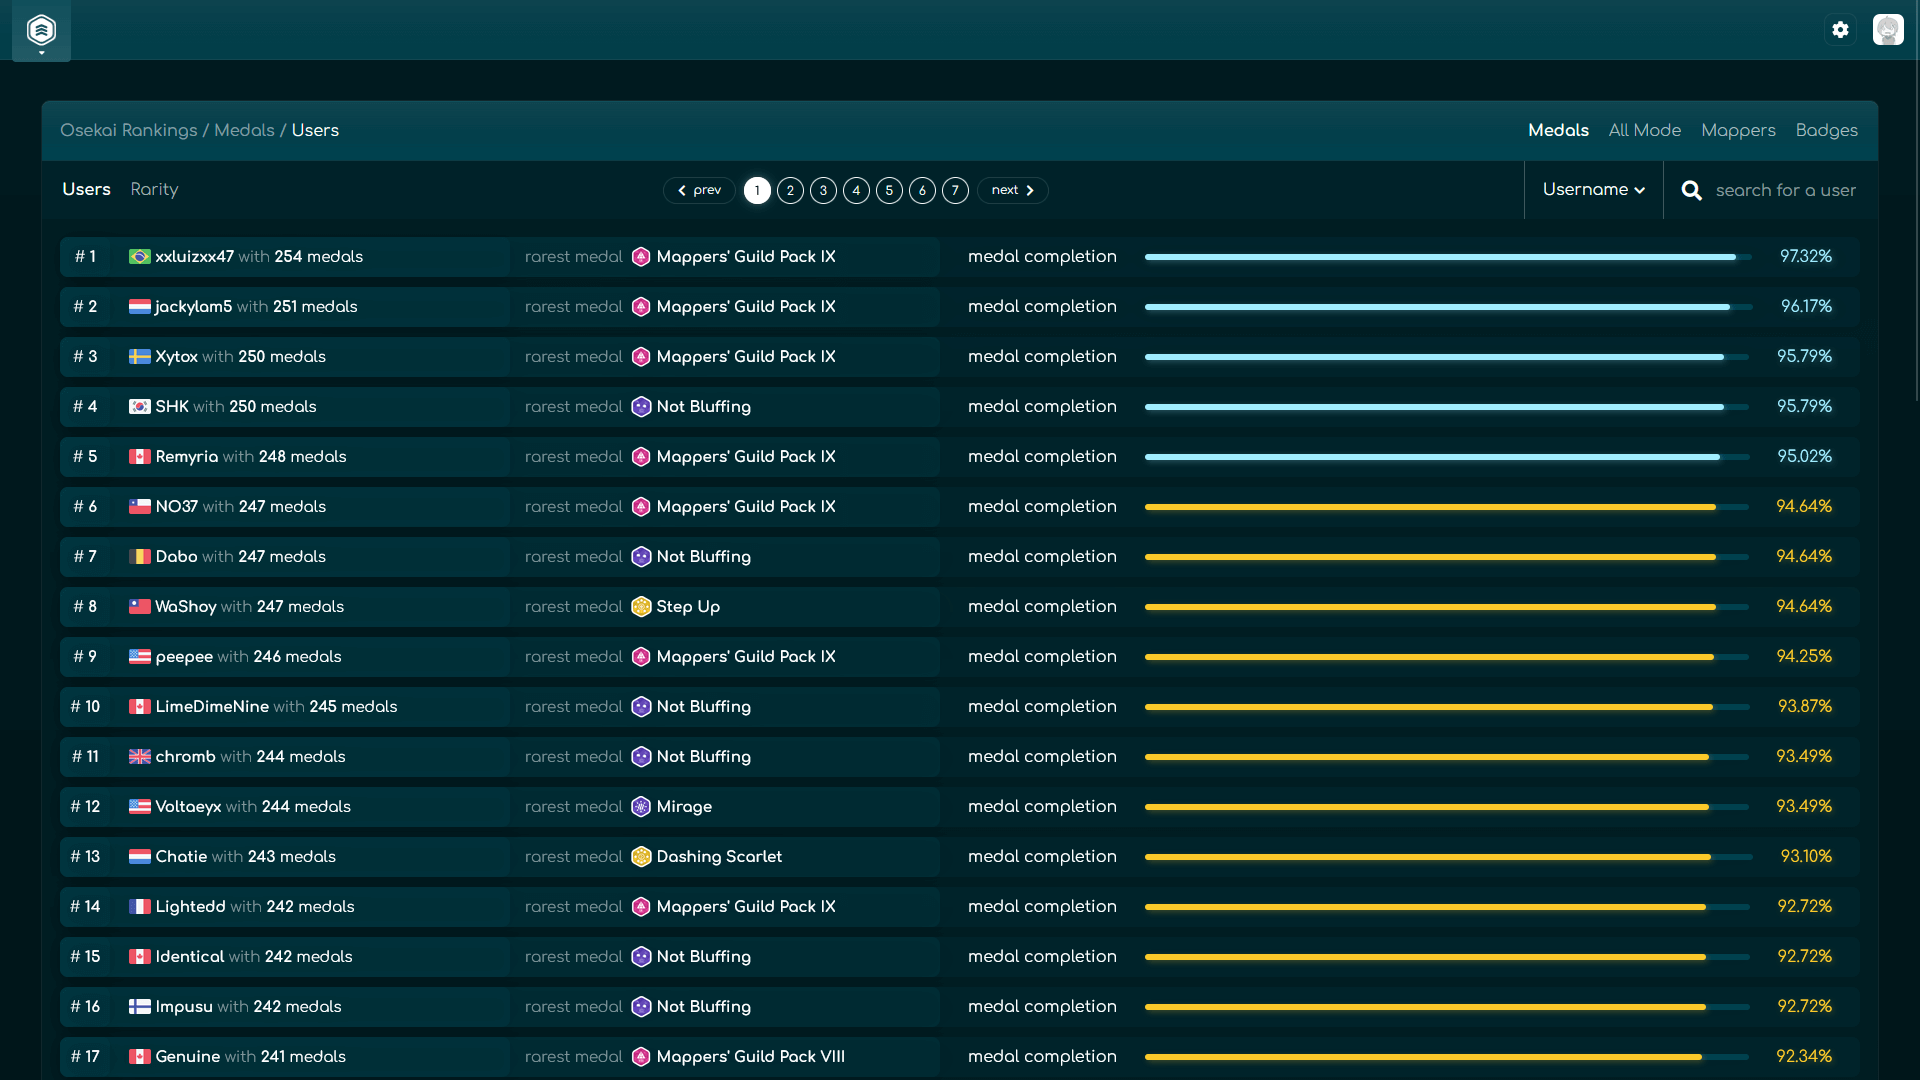 Osekai Rankings / Medals / Users
Medals All Mode Mappers Badges
Users Rarity
prev 1 2 3 4 5 6 7 next
Username
search for a user
# 1 xxluizxx47 with 254 medals rarest medal Mappers' Guild Pack IX medal completion 97.32%
# 2 jackylam5 with 251 medals rarest medal Mappers' Guild Pack IX medal completion 96.17%
# 3 Xytox with 250 medals rarest medal Mappers' Guild Pack IX medal completion 95.79%
# 4 SHK with 250 medals rarest medal Not Bluffing medal completion 95.79%
# 5 Remyria with 248 medals rarest medal Mappers' Guild Pack IX medal completion 95.02%
# 6 NO37 with 247 medals rarest medal Mappers' Guild Pack IX medal completion 94.64%
# 7 Dabo with 247 medals rarest medal Not Bluffing medal completion 94.64%
# 8 WaShoy with 247 medals rarest medal Step Up medal completion 94.64%
# 9 peepee with 246 medals rarest medal Mappers' Guild Pack IX medal completion 94.25%
# 10 LimeDimeNine with 245 medals rarest medal Not Bluffing medal completion 93.87%
# 11 chromb with 244 medals rarest medal Not Bluffing medal completion 93.49%
# 12 Voltaeyx with 244 medals rarest medal Mirage medal completion 93.49%
# 13 Chatie with 243 medals rarest medal Dashing Scarlet medal completion 93.10%
# 14 Lightedd with 242 medals rarest medal Mappers' Guild Pack IX medal completion 92.72%
# 15 Identical with 242 medals rarest medal Not Bluffing medal completion 92.72%
# 16 Impusu with 242 medals rarest medal Not Bluffing medal completion 92.72%
# 17 Genuine with 241 medals rarest medal Mappers' Guild Pack VIII medal completion 92.34%